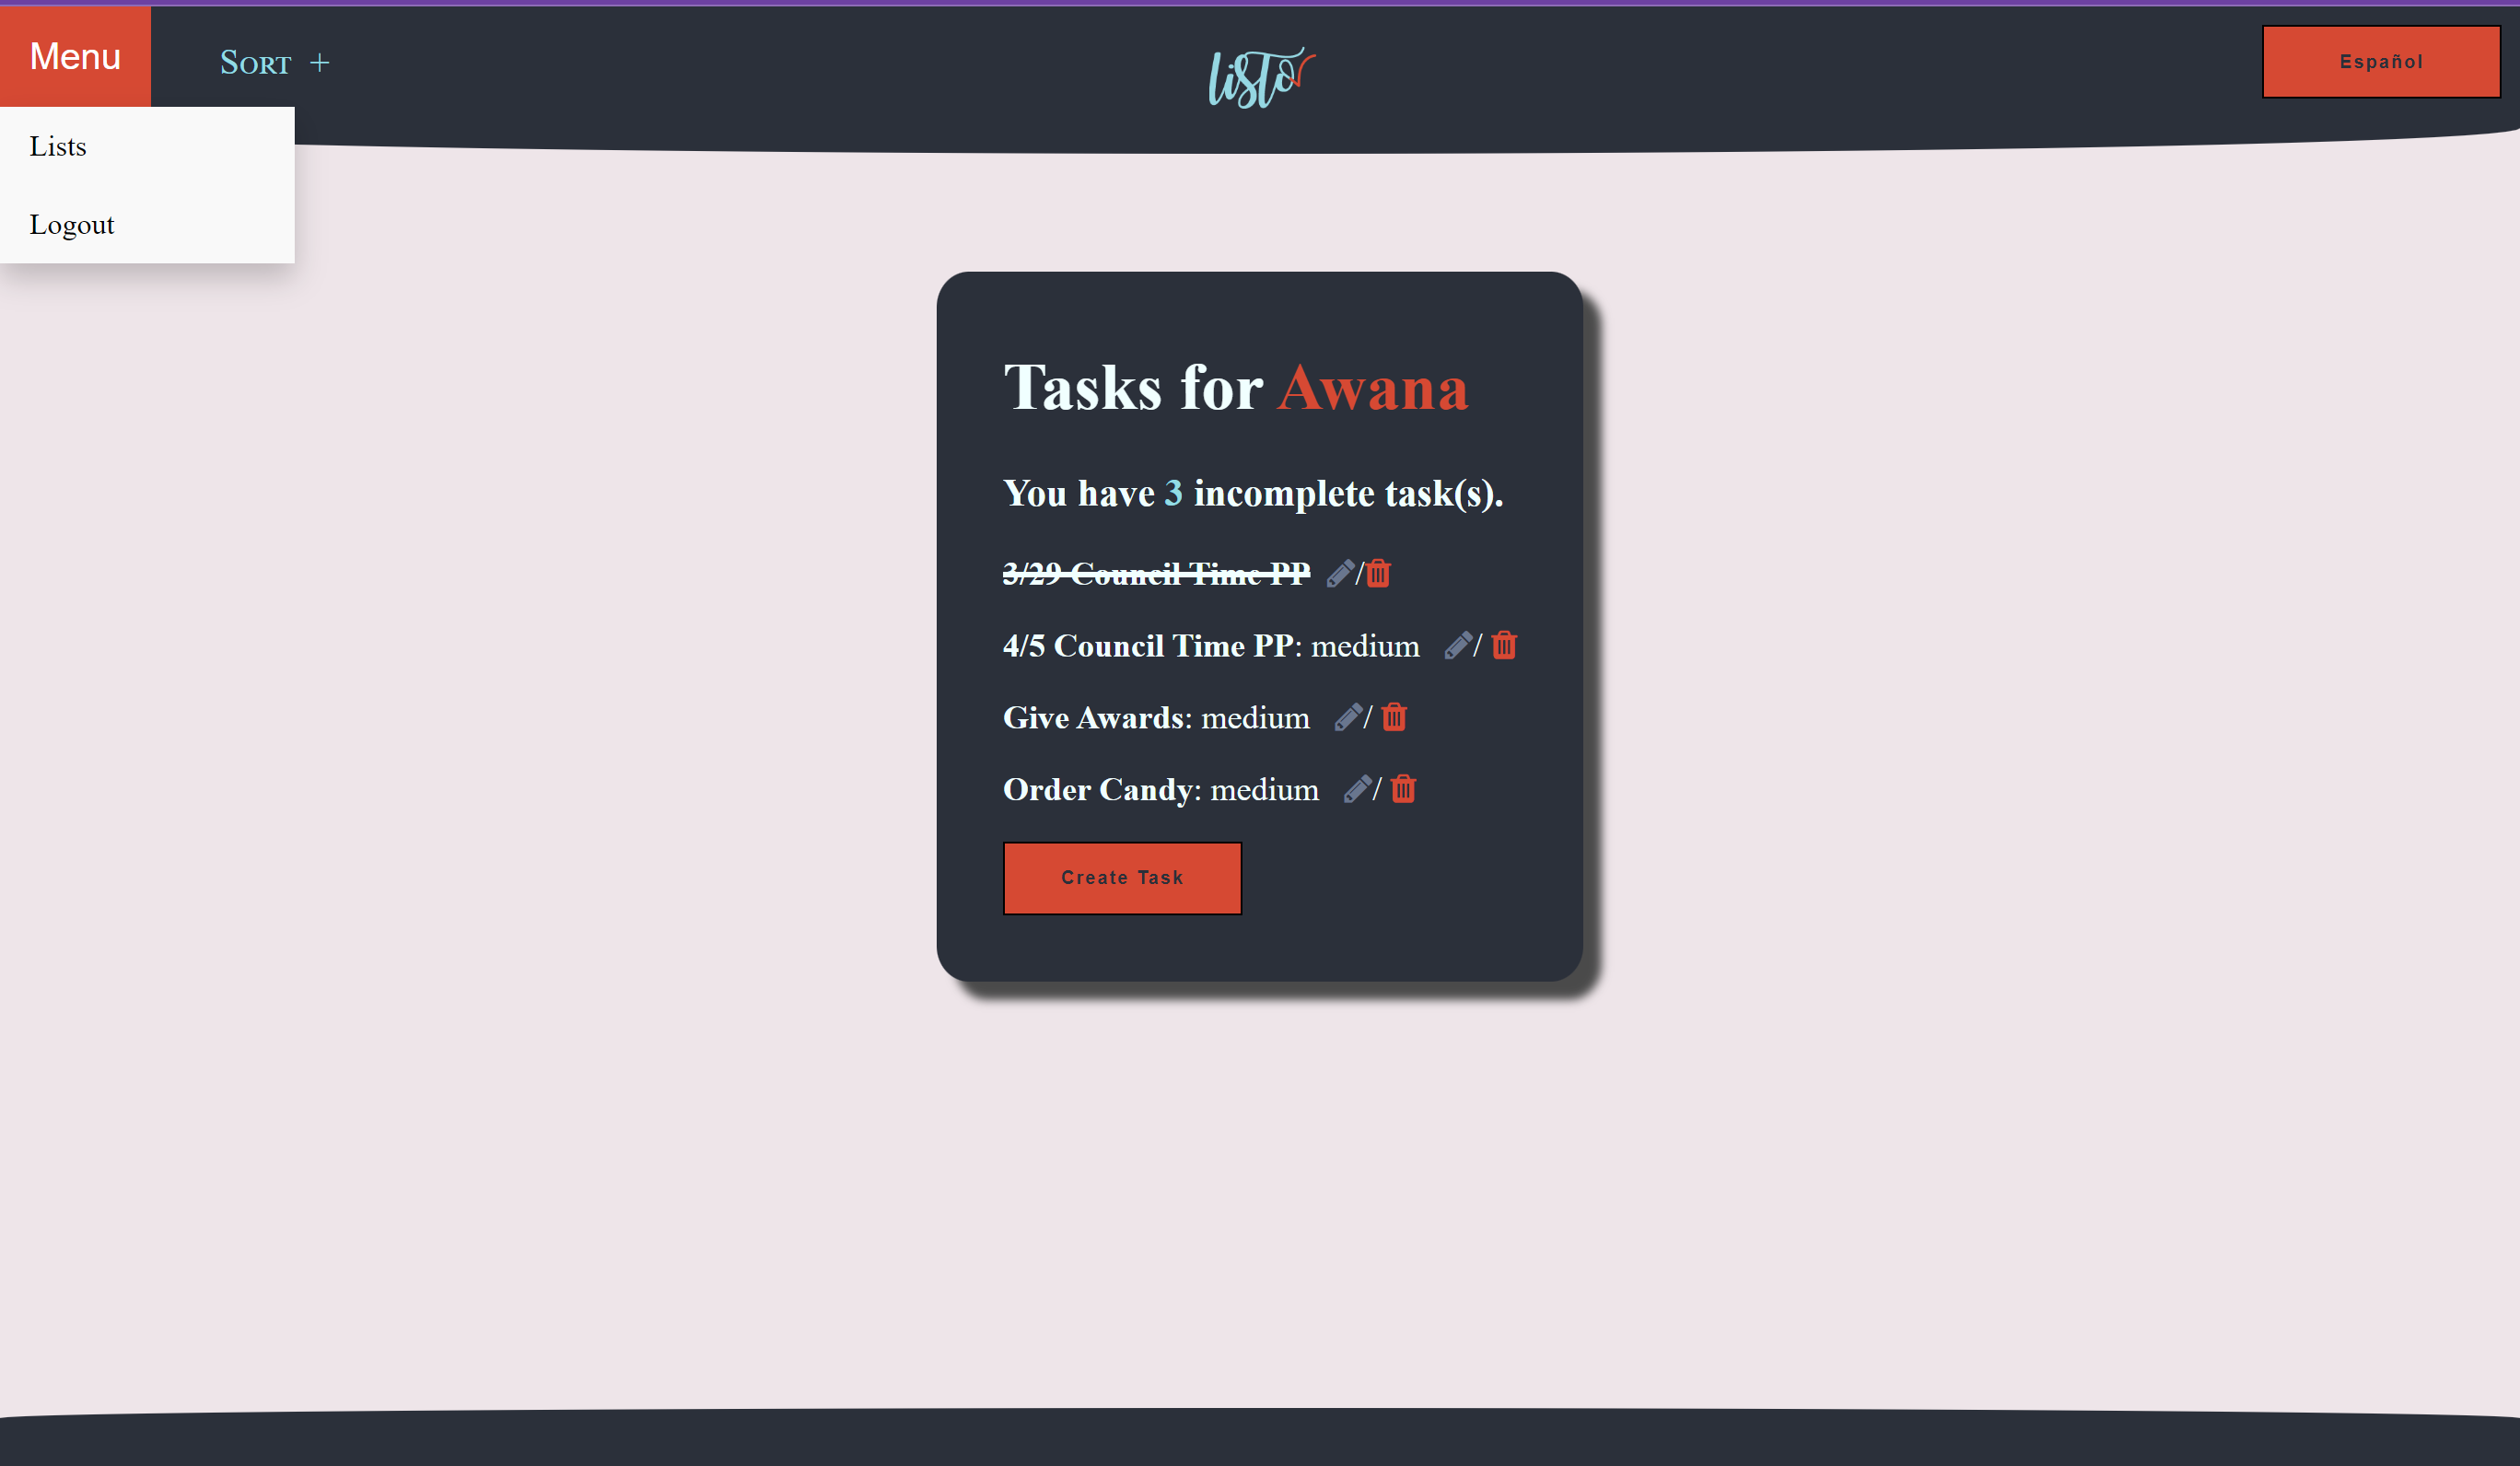 Menu
Sort +
listo
Español
Lists
Logout
Tasks for Awana
You have 3 incomplete task(s).
3/29 Council Time PP /
4/5 Council Time PP: medium /
Give Awards: medium /
Order Candy: medium /
Create Task